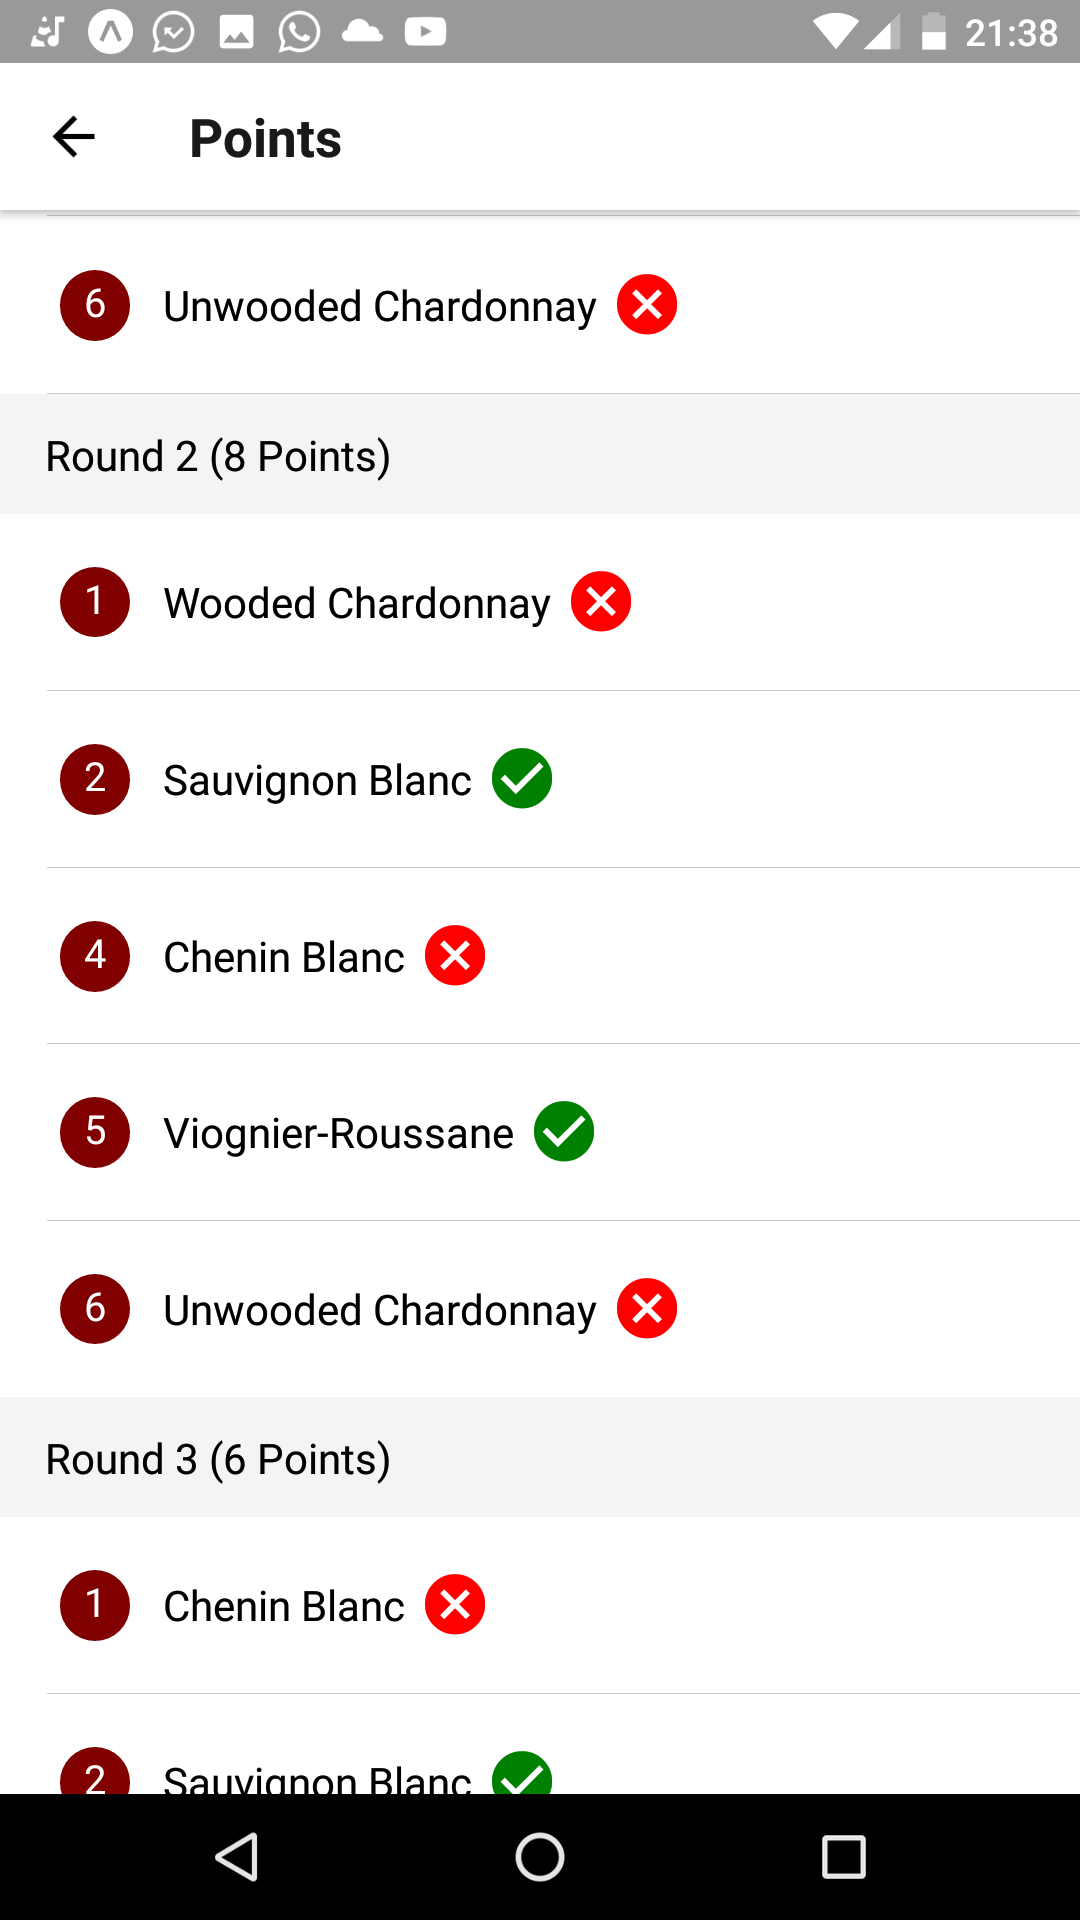 21:38
Points
6 Unwooded Chardonnay
Round 2 (8 Points)
1 Wooded Chardonnay
2 Sauvignon Blanc
4 Chenin Blanc
5 Viognier-Roussane
6 Unwooded Chardonnay
Round 3 (6 Points)
1 Chenin Blanc
2 Sauvignon Blanc